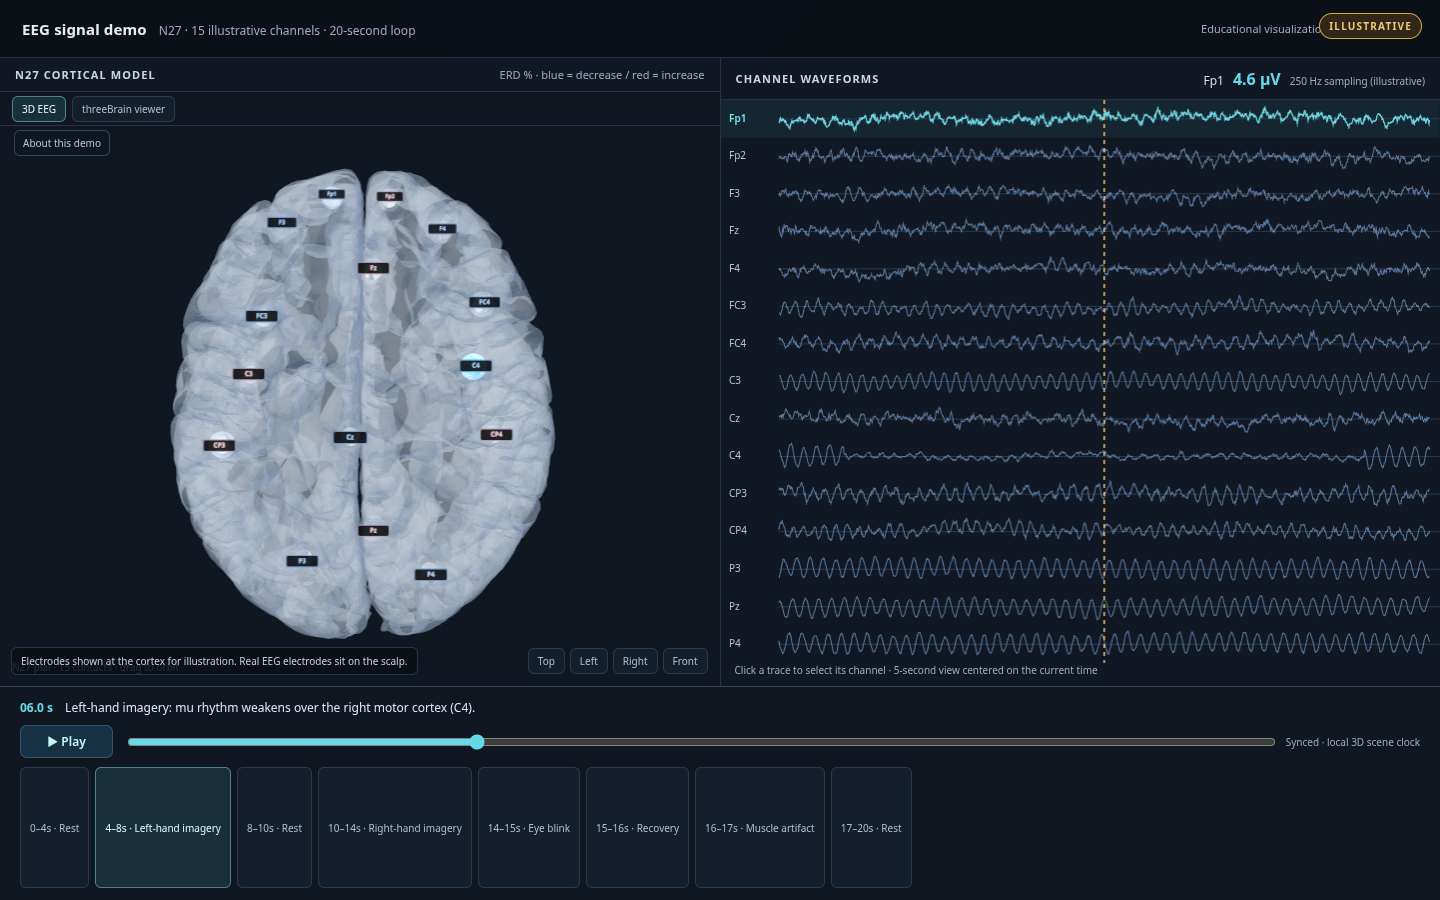 EEG signal demo N27 · 15 illustrative channels · 20-second loop
Educational visualizatio
ILLUSTRATIVE
N27 CORTICAL MODEL
ERD % · blue = decrease / red = increase
3D EEG
threeBrain viewer
About this demo
Fp1
Fp2
F3
F4
Fz
FC4
FC3
C4
C3
CP4
Cz
CP3
Pz
P3
P4
Electrodes shown at the cortex for illustration. Real EEG electrodes sit on the scalp.
Top
Left
Right
Front
CHANNEL WAVEFORMS
Fp1 4.6 µV 250 Hz sampling (illustrative)
Fp1
Fp2
F3
Fz
F4
FC3
FC4
C3
Cz
C4
CP3
CP4
P3
Pz
P4
Click a trace to select its channel · 5-second view centered on the current time
06.0 s Left-hand imagery: mu rhythm weakens over the right motor cortex (C4).
▶ Play
Synced · local 3D scene clock
0–4s · Rest
4–8s · Left-hand imagery
8–10s · Rest
10–14s · Right-hand imagery
14–15s · Eye blink
15–16s · Recovery
16–17s · Muscle artifact
17–20s · Rest